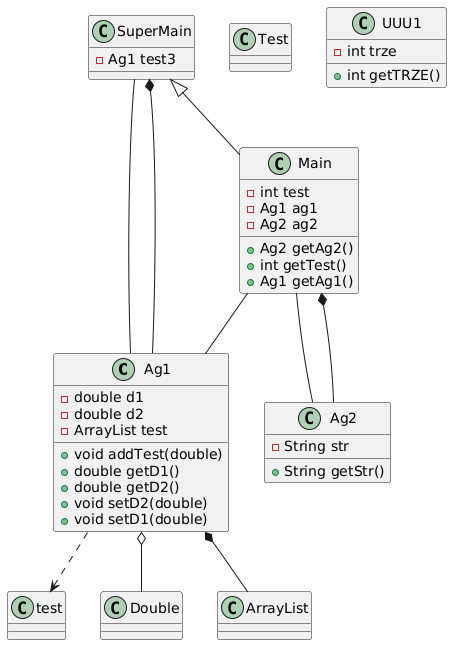 C SuperMain
Ag1 test3
C Test
C UUU1
int trze
int getTRZE()
C Main
int test
Ag1 ag1
Ag2 ag2
Ag2 getAg2()
int getTest()
Ag1 getAg1()
C Ag1
double d1
double d2
ArrayList test
void addTest(double)
double getD1()
double getD2()
void setD2(double)
void setD1(double)
C Ag2
String str
String getStr()
C test
C Double
C ArrayList